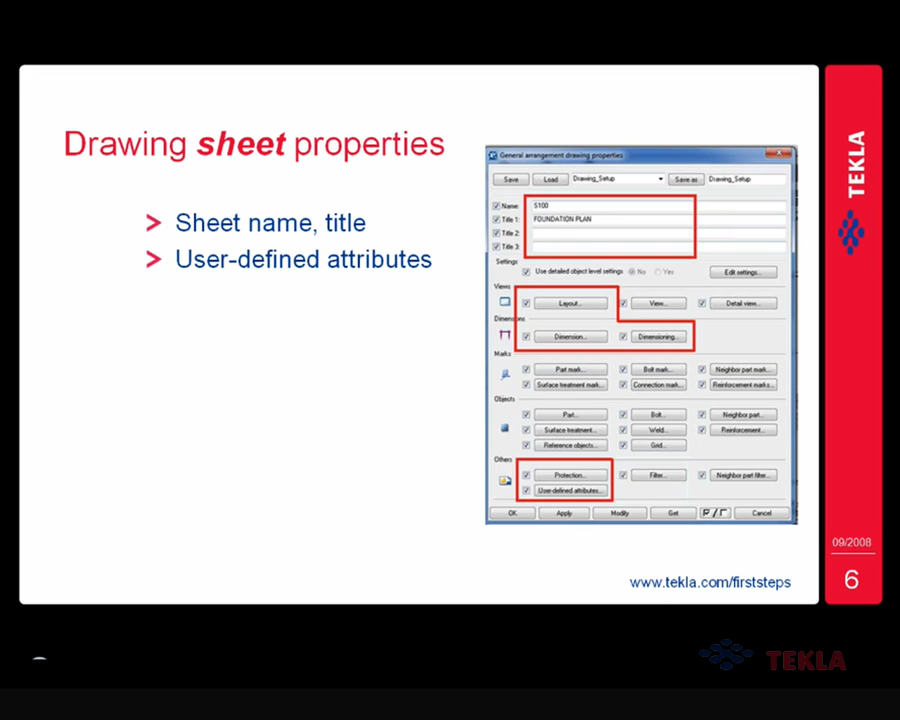 Drawing sheet properties
> Sheet name, title
> User-defined attributes
General arrangement drawing properties
Save Load Drawing_Setup Save as Drawing_Setup
Name: S100
Title 1: FOUNDATION PLAN
Title 2:
Title 3:
Settings
Use detailed object level settings No Yes Edit settings...
Views
Layout... View... Detail view...
Dimensions
Dimension... Dimensioning...
Marks
Part mark... Bolt mark... Neighbor part mark...
Surface treatment mark... Connection mark... Reinforcement marks...
Objects
Part... Bolt... Neighbor part...
Surface treatment... Weld... Reinforcement...
Reference objects... Grid...
Others
Protection... Filter... Neighbor part filter...
User-defined attributes...
OK Apply Modify Get Cancel
www.tekla.com/firststeps
TEKLA
09/2008
6
TEKLA